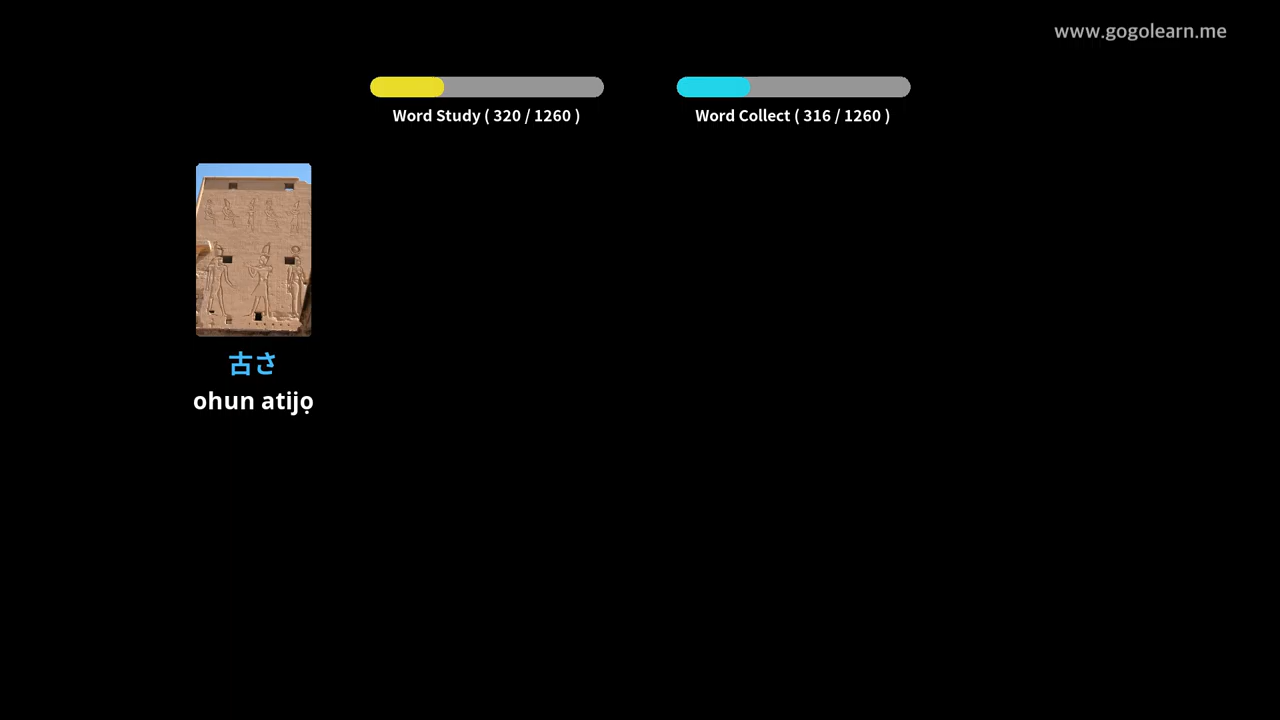 www.gogolearn.me
Word Study ( 320 / 1260 )
Word Collect ( 316 / 1260 )
古さ
ohun atijọ